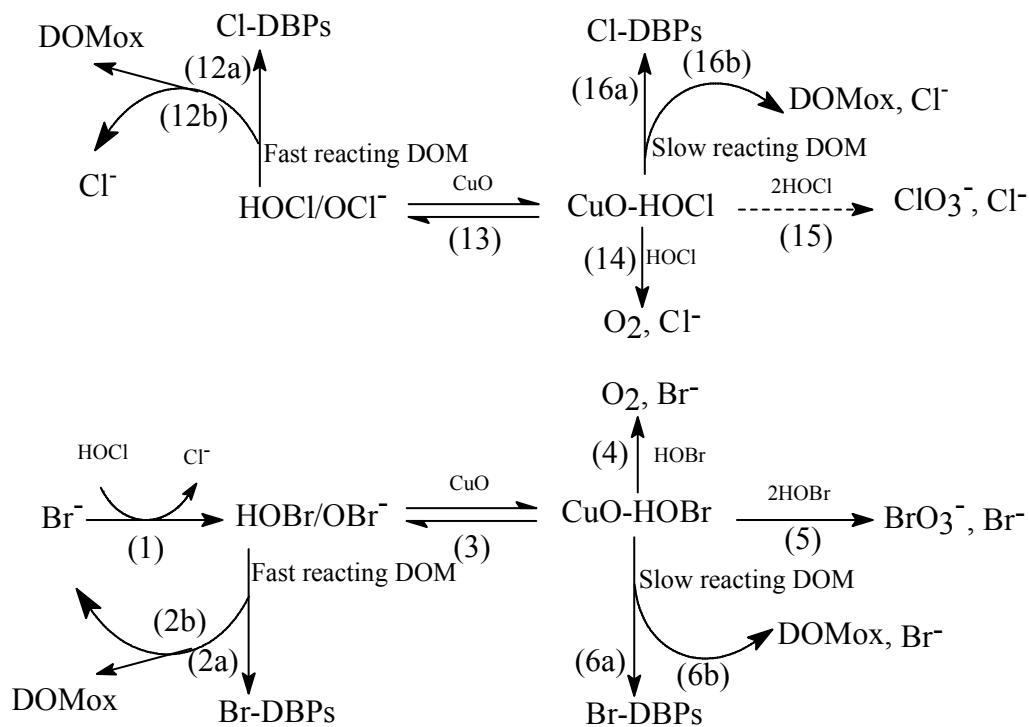 DOMox
Cl-DBPs
(12a)
(12b)
Cl⁻
Fast reacting DOM
HOCl/OCl⁻
CuO
(13)
Cl-DBPs
(16a)
(16b)
DOMox, Cl⁻
Slow reacting DOM
CuO-HOCl
2HOCl
(15)
ClO₃⁻, Cl⁻
(14)
HOCl
O₂, Cl⁻
O₂, Br⁻
(4)
HOBr
HOCl
Cl⁻
Br⁻
(1)
HOBr/OBr⁻
CuO
(3)
CuO-HOBr
2HOBr
(5)
BrO₃⁻, Br⁻
Fast reacting DOM
(2b)
(2a)
DOMox
Br-DBPs
Slow reacting DOM
(6a)
(6b)
DOMox, Br⁻
Br-DBPs